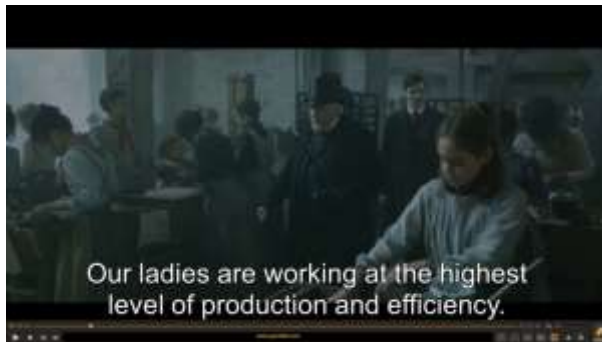 Our ladies are working at the highest
level of production and efficiency.